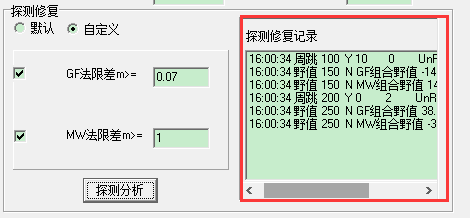 探测修复
默认 自定义
GF法限差m>= 0.07
MW法限差m>= 1
探测分析
探测修复记录
16:00:34 周跳 100 Y 10 0 UnR
16:00:34 野值 150 N GF组合野值 -14
16:00:34 野值 150 N MW组合野值 14
16:00:34 周跳 200 Y 0 2 UnR
16:00:34 野值 250 N GF组合野值 38.
16:00:34 野值 250 N MW组合野值 -3